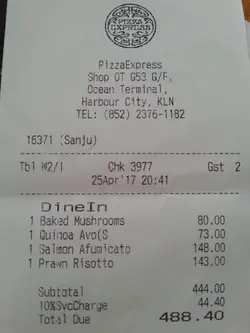 PIZZA
EXPRESS
PizzaExpress
Shop OT G53 G/F,
Ocean Terminal,
Harbour City, KLN
TEL: (852) 2376-1182
16371 (Sanju)
Tbl W2/1 Chk 3977 Gst 2
25Apr'17 20:41
DineIn
1 Baked Mushrooms 80.00
1 Quinoa Avo(S 73.00
1 Salmon Afumicato 148.00
1 Prawn Risotto 143.00
Subtotal 444.00
10%SvcCharge 44.40
Total Due 488.40